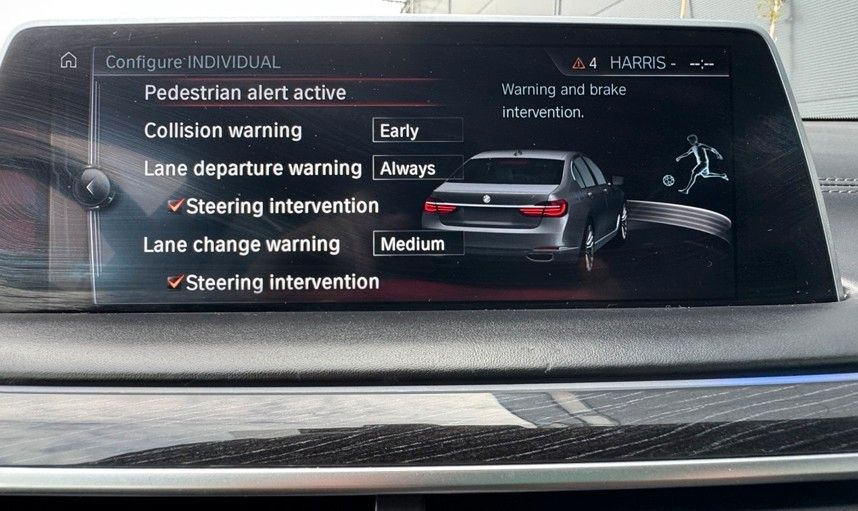 Configure INDIVIDUAL
4 HARRIS - --:--
Pedestrian alert active
Warning and brake
intervention.
Collision warning Early
Lane departure warning Always
Steering intervention
Lane change warning Medium
Steering intervention